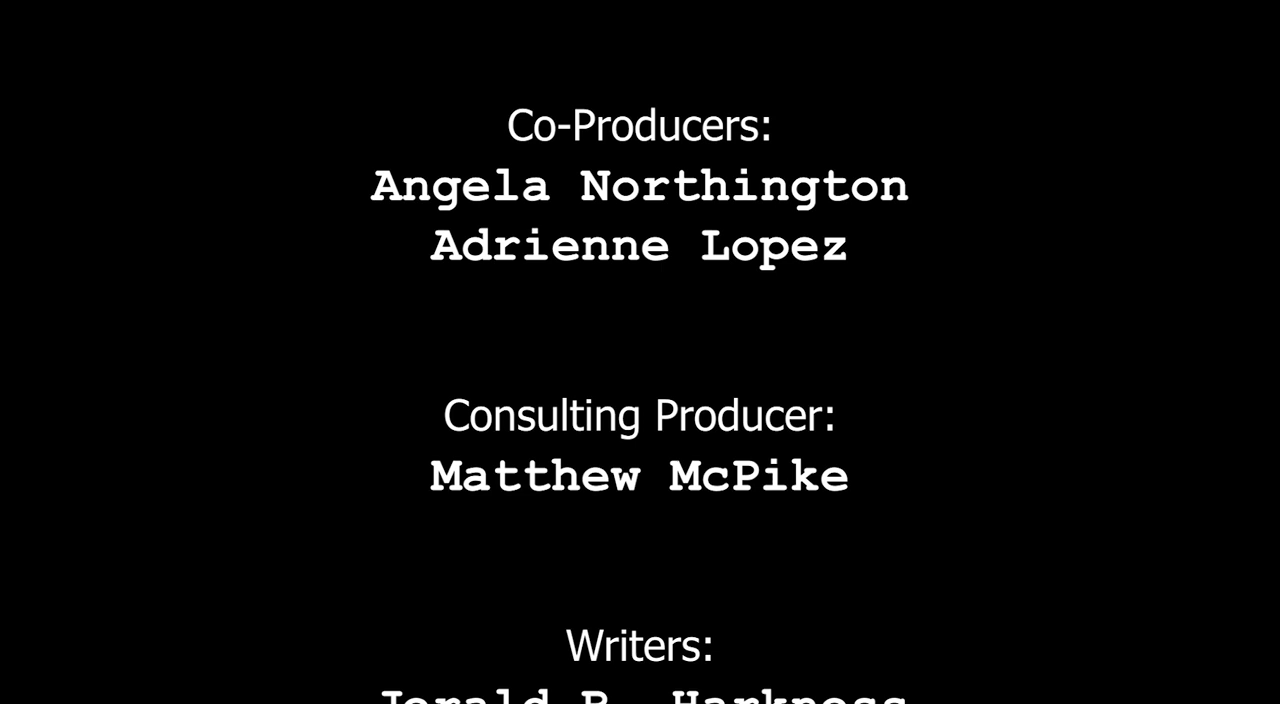 Co-Producers:
Angela Northington
Adrienne Lopez
Consulting Producer:
Matthew McPike
Writers: